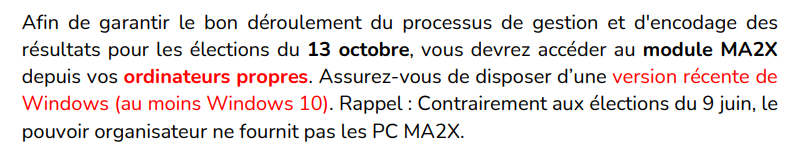 Afin de garantir le bon déroulement du processus de gestion et d'encodage des
résultats pour les élections du 13 octobre, vous devrez accéder au module MA2X
depuis vos ordinateurs propres. Assurez-vous de disposer d’une version récente de
Windows (au moins Windows 10). Rappel : Contrairement aux élections du 9 juin, le
pouvoir organisateur ne fournit pas les PC MA2X.